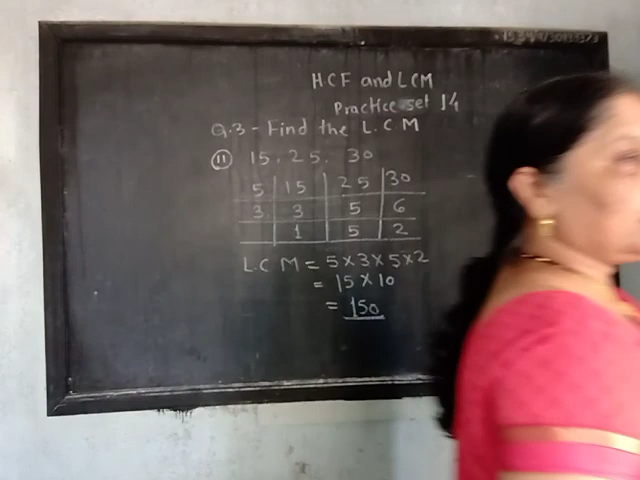 HCF and LCM
Practice set 14
Q.3 - Find the L.C.M
11 15, 25, 30
5 15 25 30
3 3 5 6
1 5 2
L.C M = 5 × 3 × 5 × 2
= 15 × 10
= 150